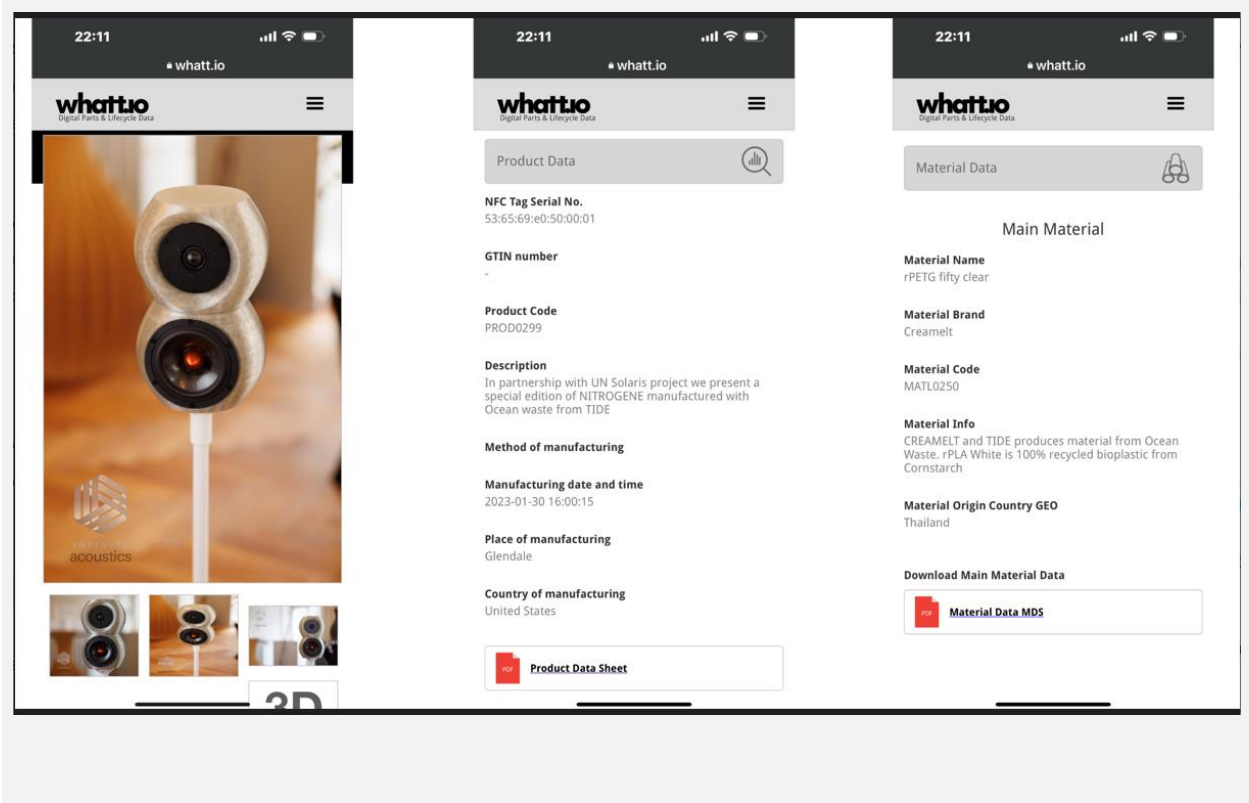 22:11
whatt.io
whatt.io
Digital Parts & Lifecycle Data
INFINITE
acoustics
3D
22:11
whatt.io
whatt.io
Digital Parts & Lifecycle Data
Product Data
NFC Tag Serial No.
53:65:69:e0:50:00:01
GTIN number
-
Product Code
PROD0299
Description
In partnership with UN Solaris project we present a
special edition of NITROGENE manufactured with
Ocean waste from TIDE
Method of manufacturing
Manufacturing date and time
2023-01-30 16:00:15
Place of manufacturing
Glendale
Country of manufacturing
United States
PDF
Product Data Sheet
22:11
whatt.io
whatt.io
Digital Parts & Lifecycle Data
Material Data
Main Material
Material Name
rPETG fifty clear
Material Brand
Creamelt
Material Code
MATL0250
Material Info
CREAMELT and TIDE produces material from Ocean
Waste. rPLA White is 100% recycled bioplastic from
Cornstarch
Material Origin Country GEO
Thailand
Download Main Material Data
PDF
Material Data MDS